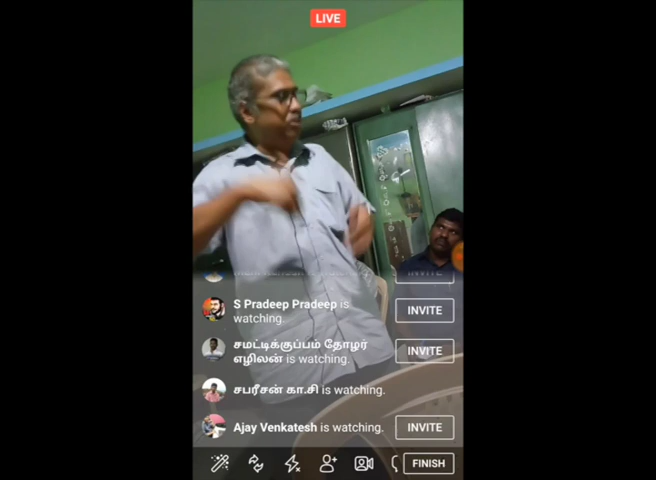 LIVE
INVITE
S Pradeep Pradeep is
watching.
INVITE
சமட்டிக்குப்பம் தோழர்
எழிலன் is watching.
INVITE
சபரீசன் கா.சி is watching.
Ajay Venkatesh is watching.
INVITE
FINISH